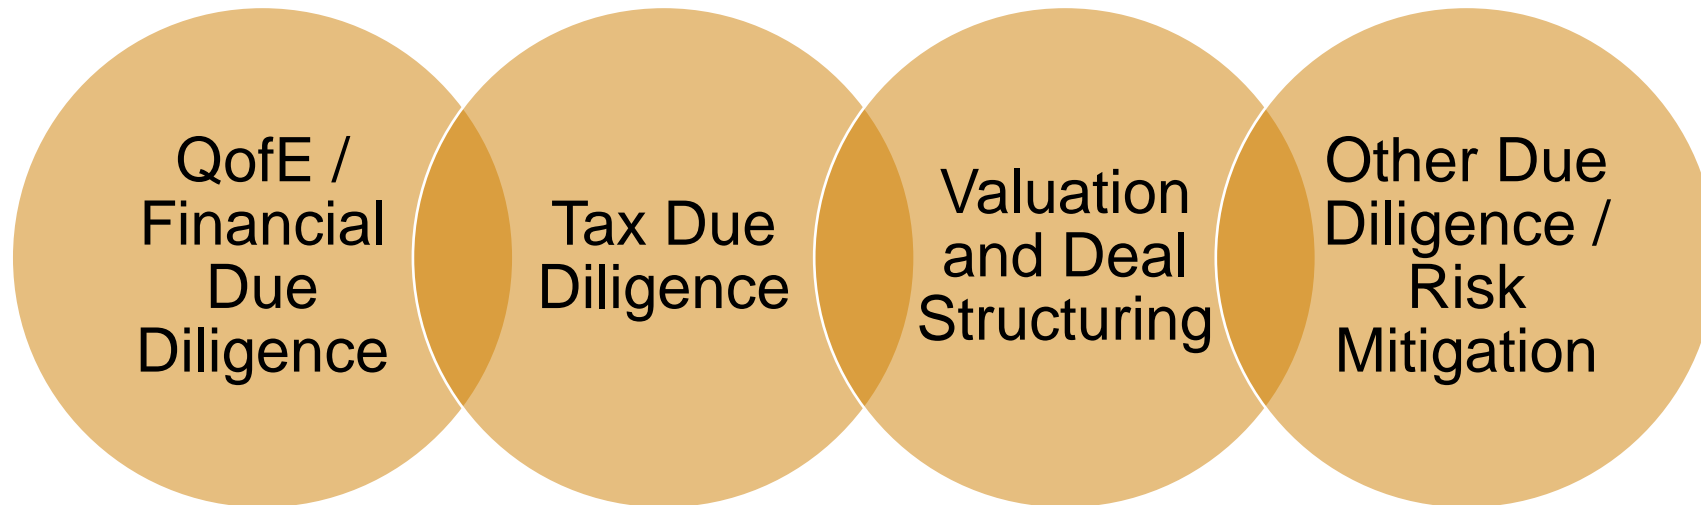 QofE /
Financial
Due
Diligence
Tax Due
Diligence
Valuation
and Deal
Structuring
Other Due
Diligence /
Risk
Mitigation